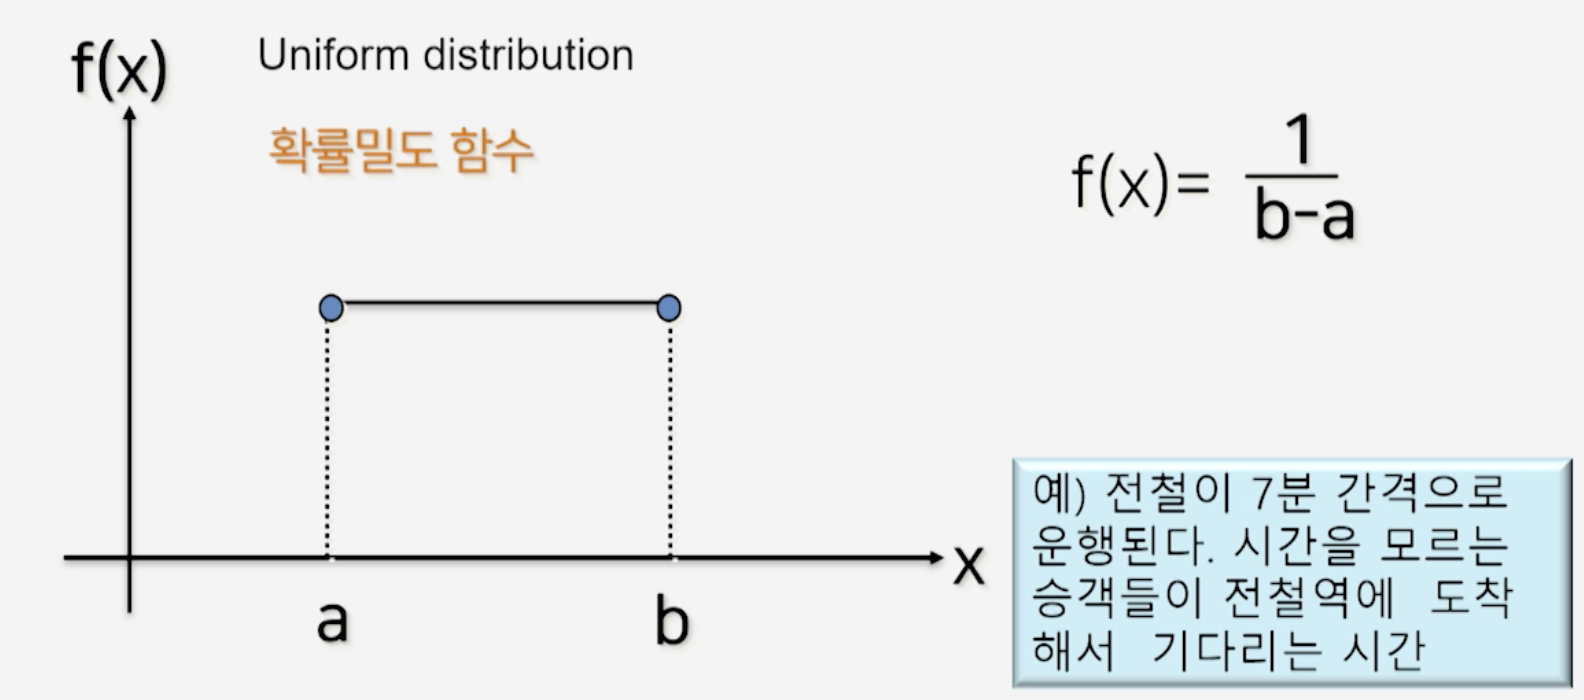 f(x)
Uniform distribution
확률밀도 함수
f(x)= 1
b-a
x
a
b
예) 전철이 7분 간격으로
운행된다. 시간을 모르는
승객들이 전철역에 도착
해서 기다리는 시간